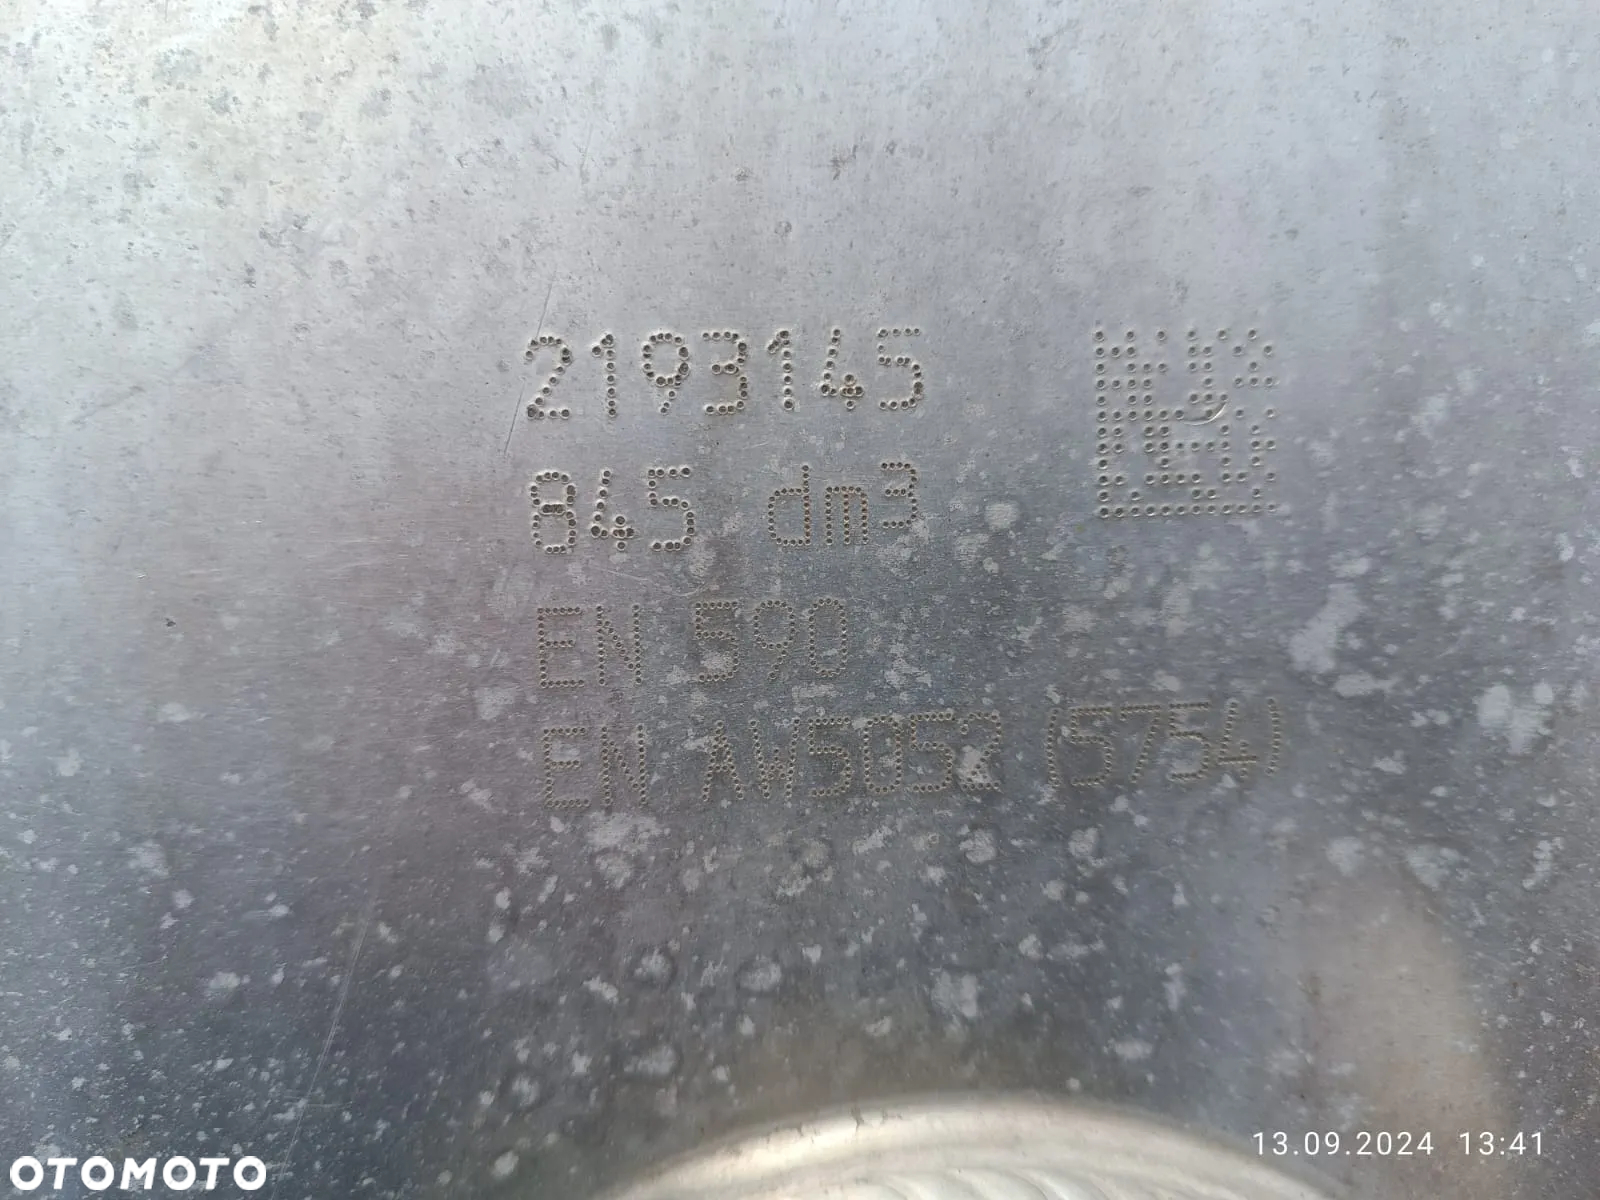 2193145
845 dm3
EN 590
EN AW5052 (5754)
13.09.2024 13:41
OTOMOTO